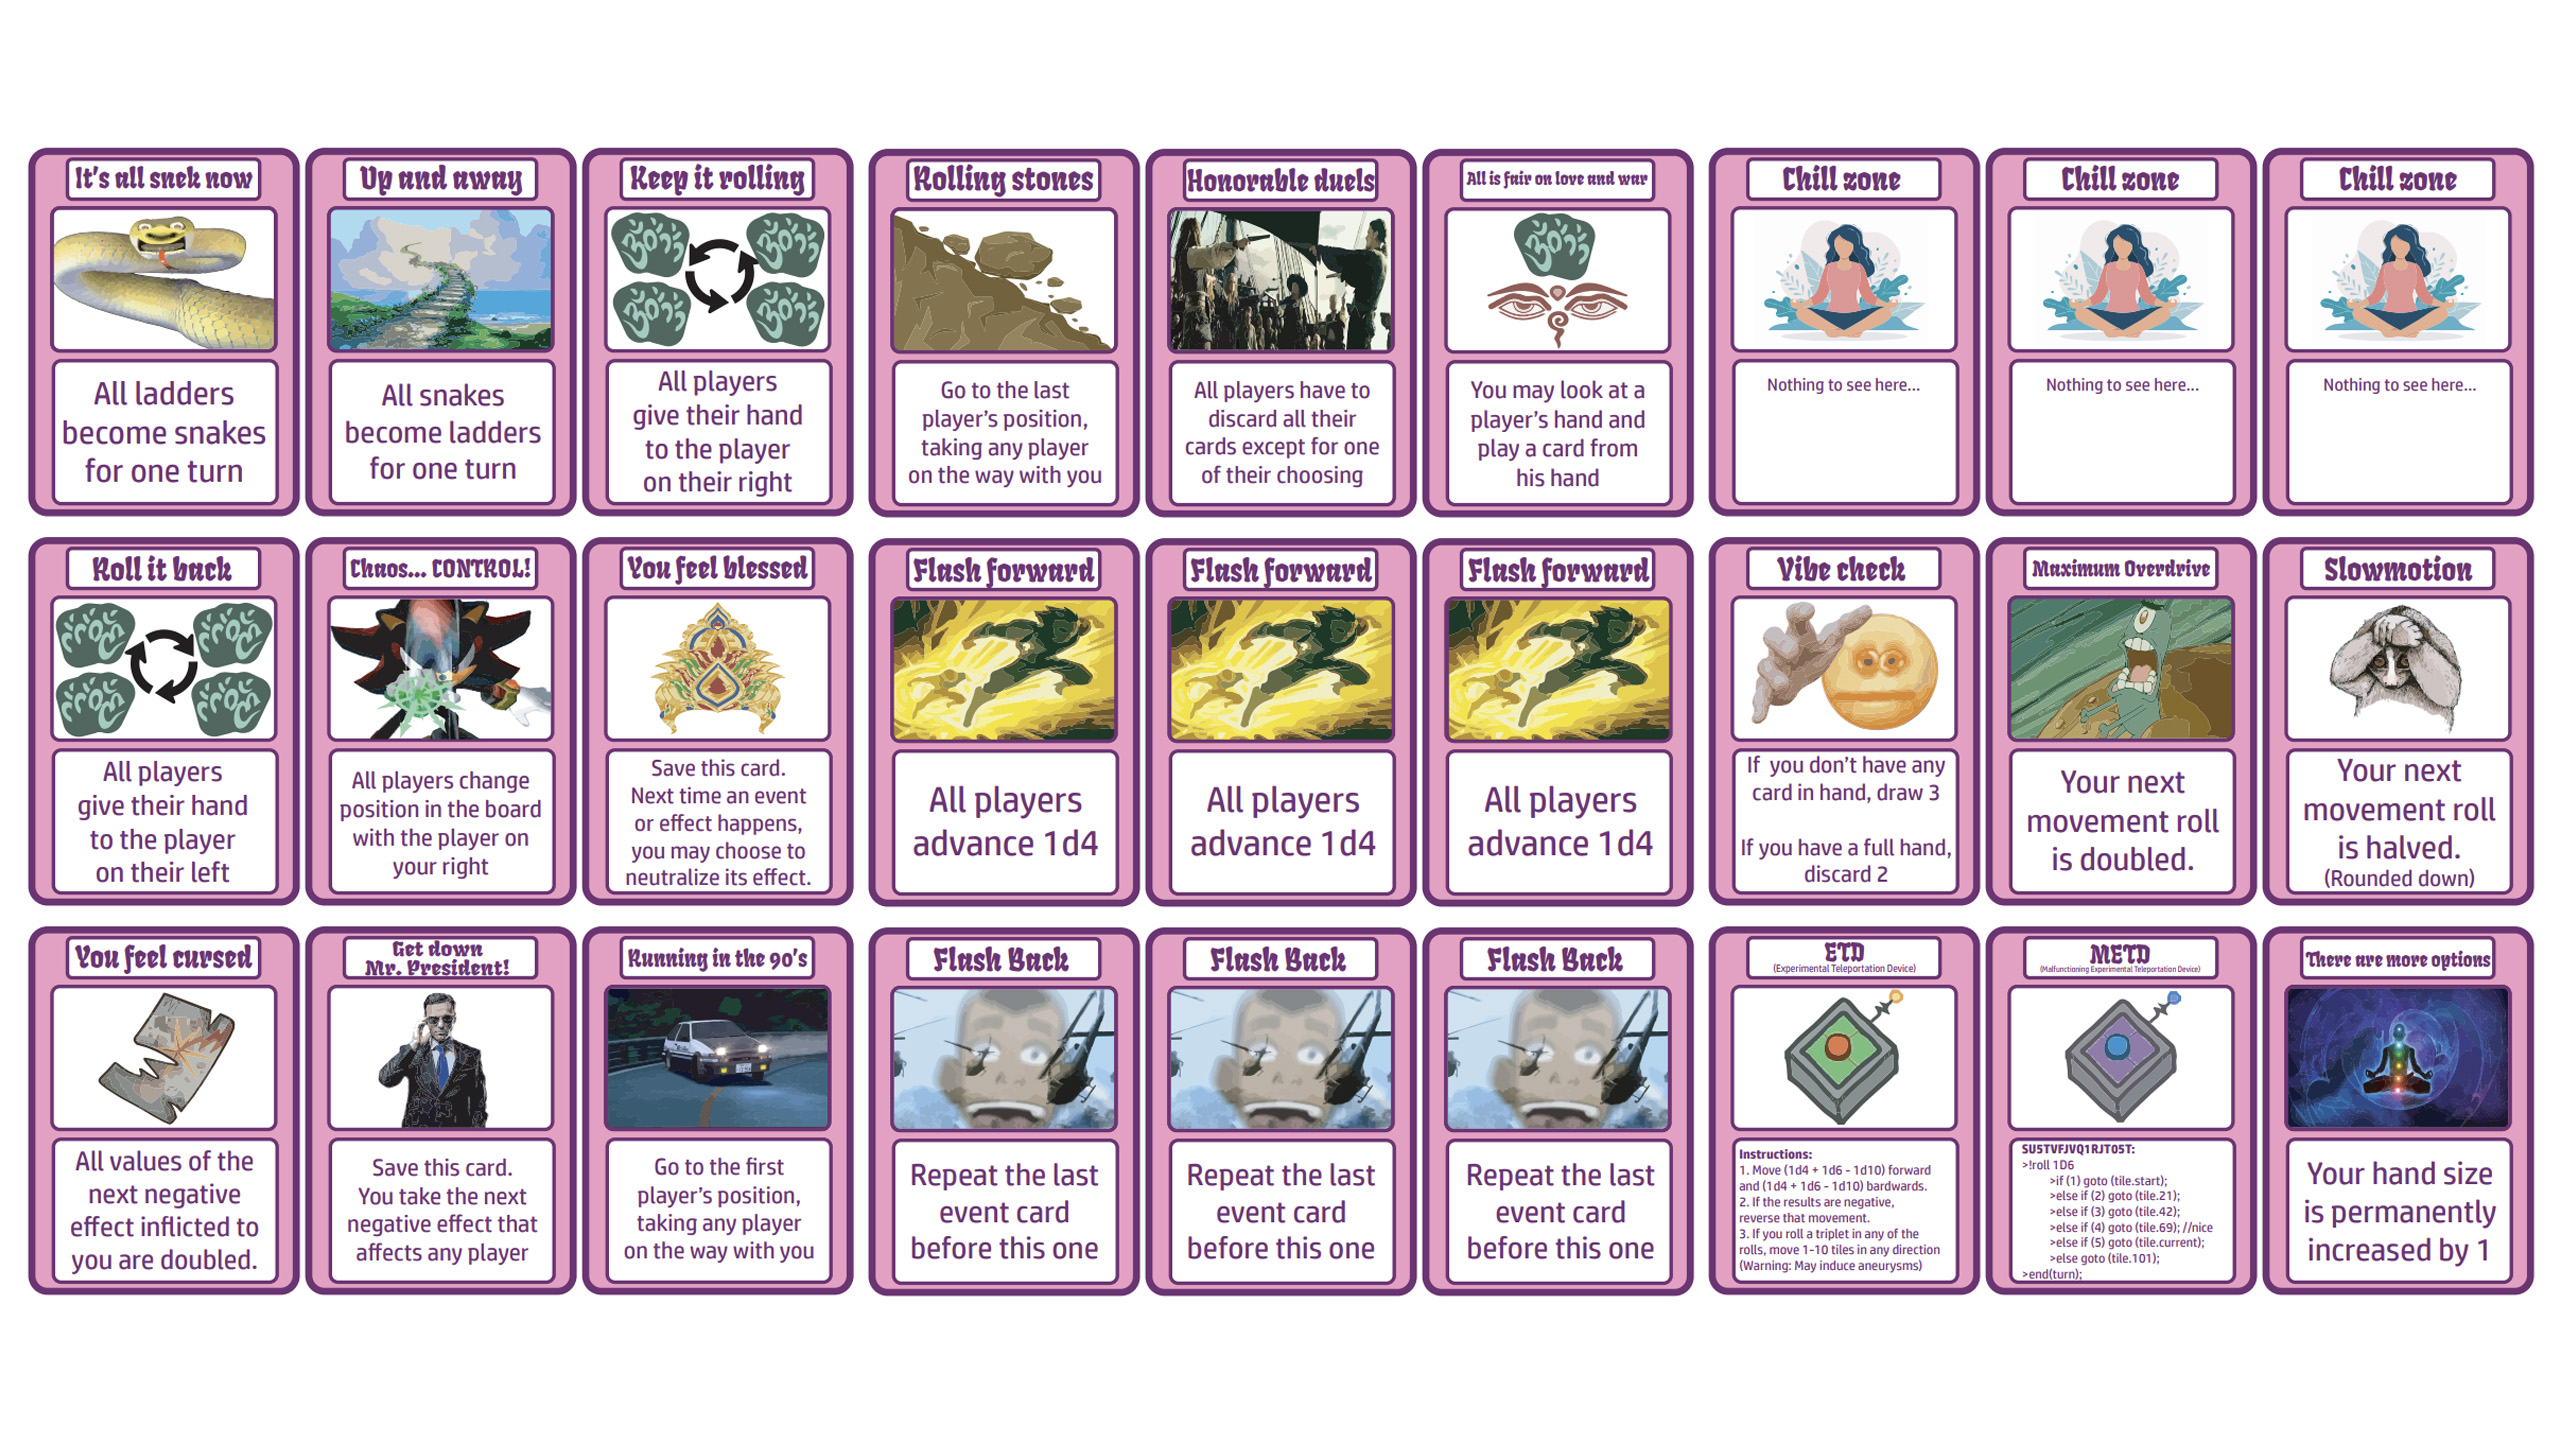 It's all snek now
All ladders
become snakes
for one turn
Up and away
All snakes
become ladders
for one turn
Keep it rolling
All players
give their hand
to the player
on their right
Rolling stones
Go to the last
player's position,
taking any player
on the way with you
Honorable duels
All players have to
discard all their
cards except for one
of their choosing
All is fair on love and war
You may look at a
player's hand and
play a card from
his hand
Chill zone
Nothing to see here...
Chill zone
Nothing to see here...
Chill zone
Nothing to see here...
Roll it back
All players
give their hand
to the player
on their left
Chaos... CONTROL!
All players change
position in the board
with the player on
your right
You feel blessed
Save this card.
Next time an event
or effect happens,
you may choose to
neutralize its effect.
Flash forward
All players
advance 1d4
Flash forward
All players
advance 1d4
Flash forward
All players
advance 1d4
Vibe check
If you don't have any
card in hand, draw 3
If you have a full hand,
discard 2
Maximum Overdrive
Your next
movement roll
is doubled.
Slowmotion
Your next
movement roll
is halved.
(Rounded down)
You feel cursed
All values of the
next negative
effect inflicted to
you are doubled.
Get down
Mr. President!
Save this card.
You take the next
negative effect that
affects any player
Running in the 90's
Go to the first
player's position,
taking any player
on the way with you
Flash Back
Repeat the last
event card
before this one
Flash Back
Repeat the last
event card
before this one
Flash Back
Repeat the last
event card
before this one
ETD
(Experimental Teleportation Device)
Instructions:
1. Move (1d4 + 1d6 - 1d10) forward
and (1d4 + 1d6 - 1d10) bardwards.
2. If the results are negative,
reverse that movement.
3. If you roll a triplet in any of the
rolls, move 1-10 tiles in any direction
(Warning: May induce aneurysms)
METD
(Malfunctioning Experimental Teleportation Device)
SU5TVFJVQ1RJT05T:
>!roll 1D6
>if (1) goto (tile.start);
>else if (2) goto (tile.21);
>else if (3) goto (tile.42);
>else if (4) goto (tile.69); //nice
>else if (5) goto (tile.current);
>else goto (tile.101);
>end(turn);
There are more options
Your hand size
is permanently
increased by 1